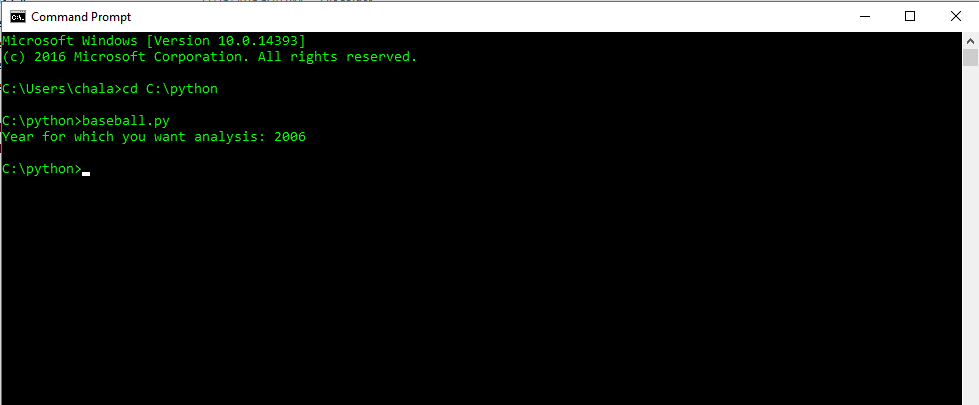 Command Prompt
Microsoft Windows [Version 10.0.14393]
(c) 2016 Microsoft Corporation. All rights reserved.
C:\Users\chala>cd C:\python
C:\python>baseball.py
Year for which you want analysis: 2006
C:\python>